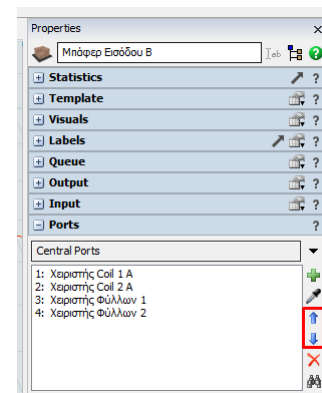 Properties
Μπάφερ Εισόδου Β
Statistics
?
Template
?
Visuals
?
Labels
?
Queue
?
Output
?
Input
?
Ports
?
Central Ports
1: Χειριστής Coil 1 A
2: Χειριστής Coil 2 A
3: Χειριστής Φύλλων 1
4: Χειριστής Φύλλων 2